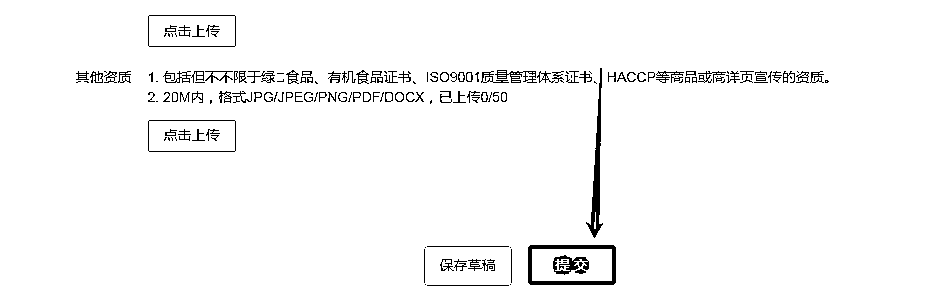 点击上传
其他资质 1. 包括但不不限于绿色食品、有机食品证书、ISO9001质量管理体系证书、HACCP等商品或商详页宣传的资质。
2. 20M内，格式JPG/JPEG/PNG/PDF/DOCX，已上传0/50
点击上传
保存草稿 提交